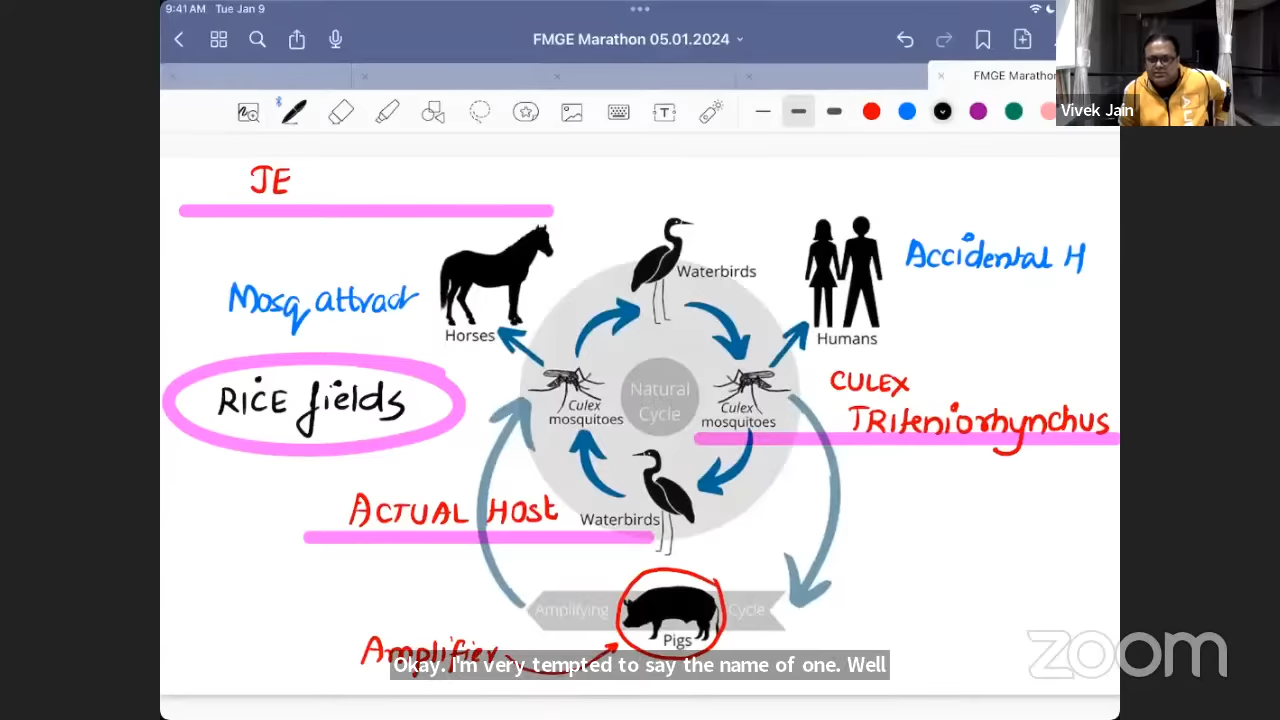 9:41 AM Tue Jan 9
FMGE Marathon 05.01.2024
FMGE Marathon
Vivek Jain
JE
Waterbirds
Accidental H
Mosq attract
Horses
Humans
RICE fields
Natural
Cycle
Culex
mosquitoes
Culex
mosquitoes
CULEX
TRiteniorhynchus
ACTUAL HOST
Waterbirds
Amplifying
Cycle
Pigs
Amplifier
Okay. I'm very tempted to say the name of one. Well
zoom